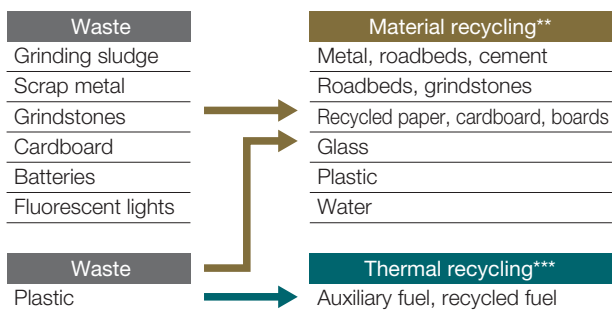 Waste
Grinding sludge
Scrap metal
Grindstones
Cardboard
Batteries
Fluorescent lights
Waste
Plastic
Material recycling**
Metal, roadbeds, cement
Roadbeds, grindstones
Recycled paper, cardboard, boards
Glass
Plastic
Water
Thermal recycling***
Auxiliary fuel, recycled fuel